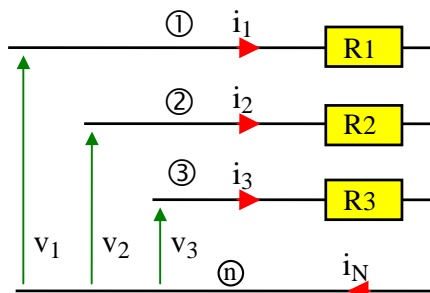 ①
i1 R1
②
i2 R2
③
i3 R3
v1 v2 v3
ⓝ iN